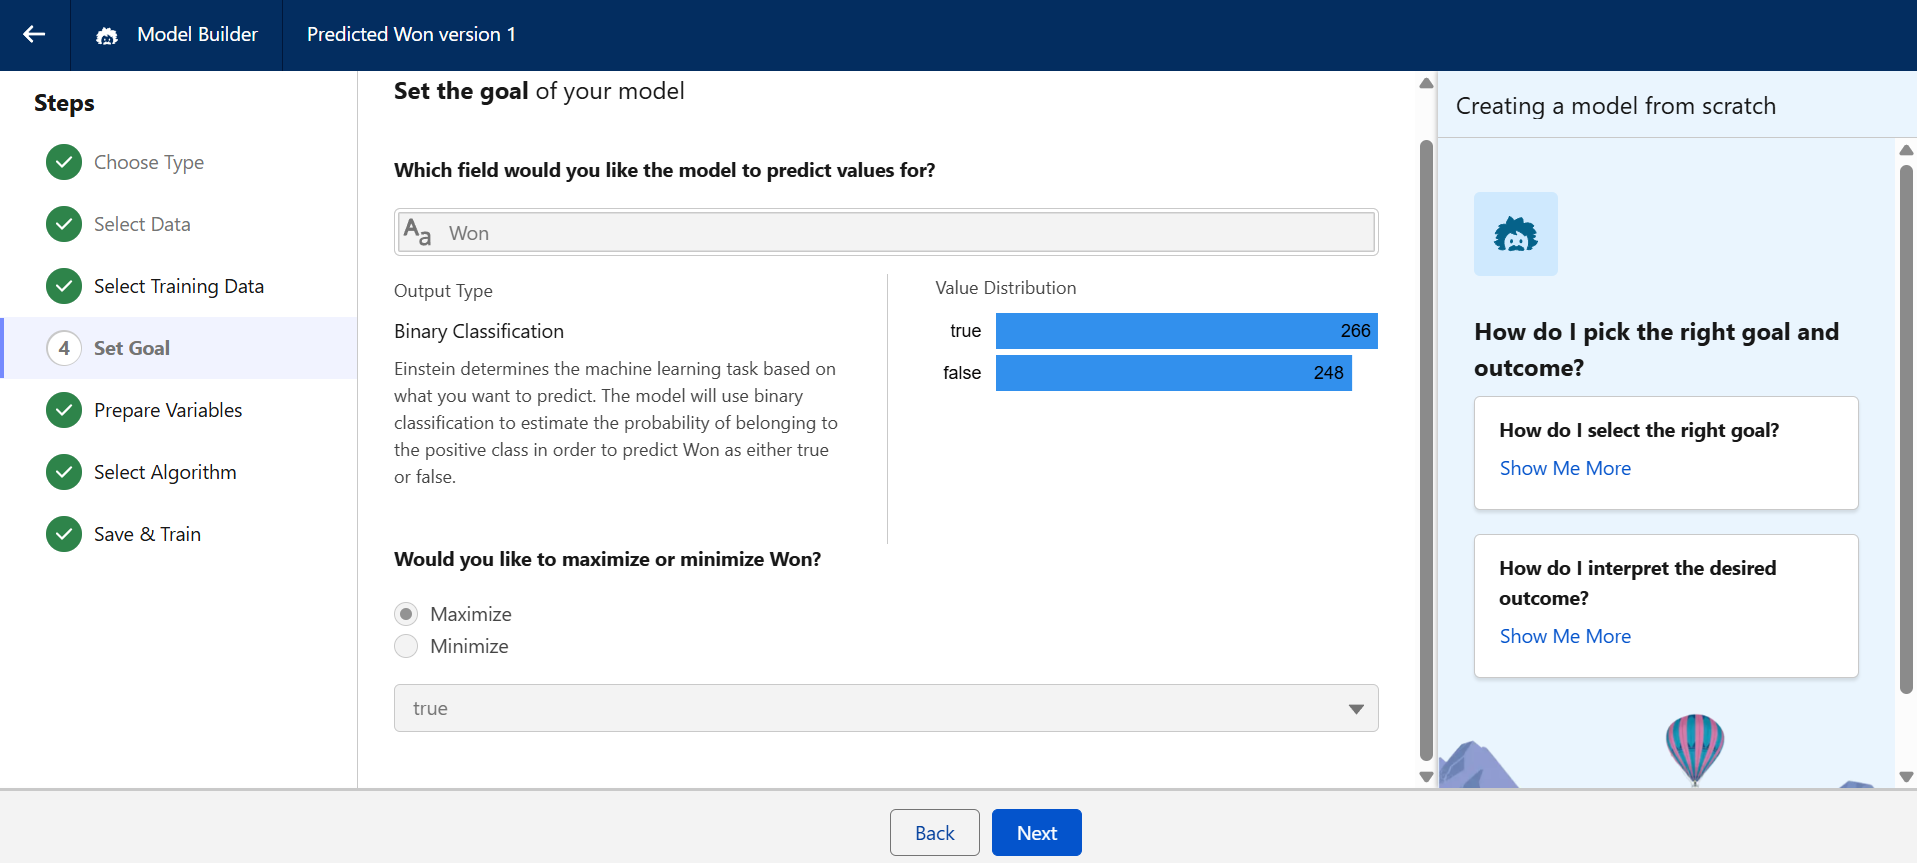 Model Builder
Predicted Won version 1
Steps
Choose Type
Select Data
Select Training Data
4 Set Goal
Prepare Variables
Select Algorithm
Save & Train
Set the goal of your model
Which field would you like the model to predict values for?
Aa Won
Output Type
Binary Classification
Einstein determines the machine learning task based on
what you want to predict. The model will use binary
classification to estimate the probability of belonging to
the positive class in order to predict Won as either true
or false.
Value Distribution
true 266
false 248
Would you like to maximize or minimize Won?
Maximize
Minimize
true
Creating a model from scratch
How do I pick the right goal and
outcome?
How do I select the right goal?
Show Me More
How do I interpret the desired
outcome?
Show Me More
Back
Next